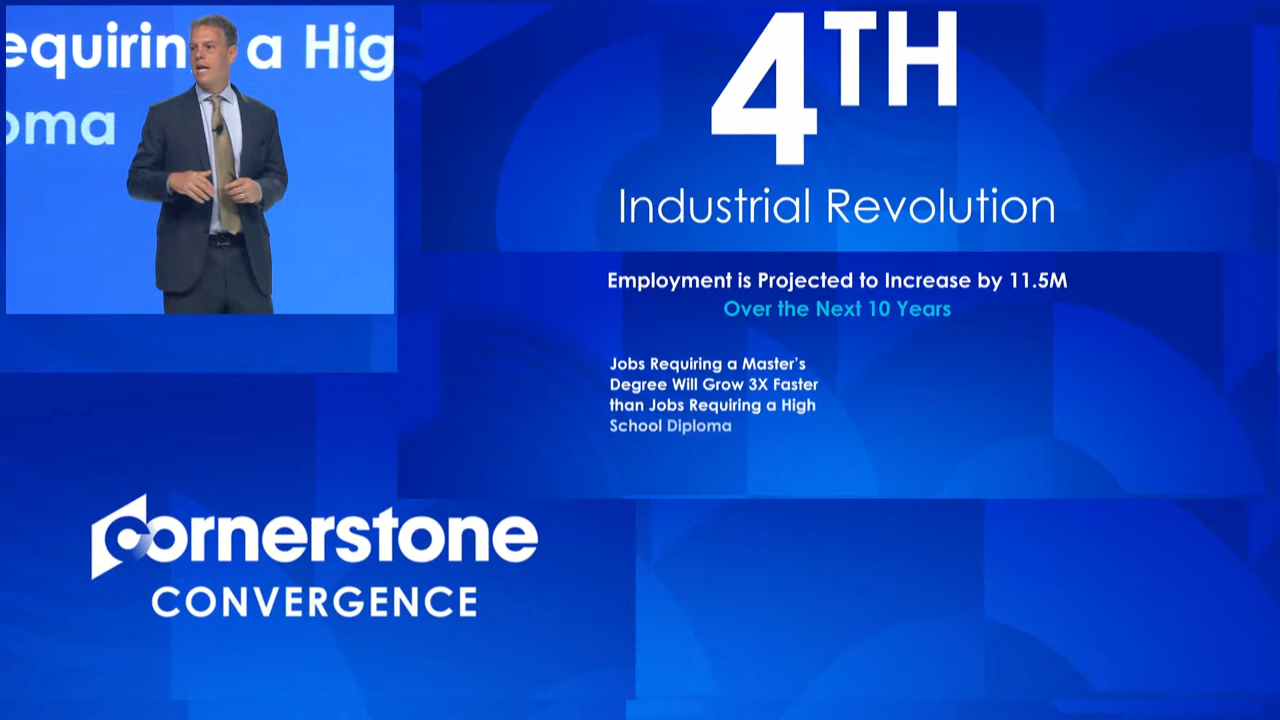 equiring a Hig
oma
4TH
Industrial Revolution
Employment is Projected to Increase by 11.5M
Over the Next 10 Years
Jobs Requiring a Master's
Degree Will Grow 3X Faster
than Jobs Requiring a High
School Diploma
Cornerstone
CONVERGENCE